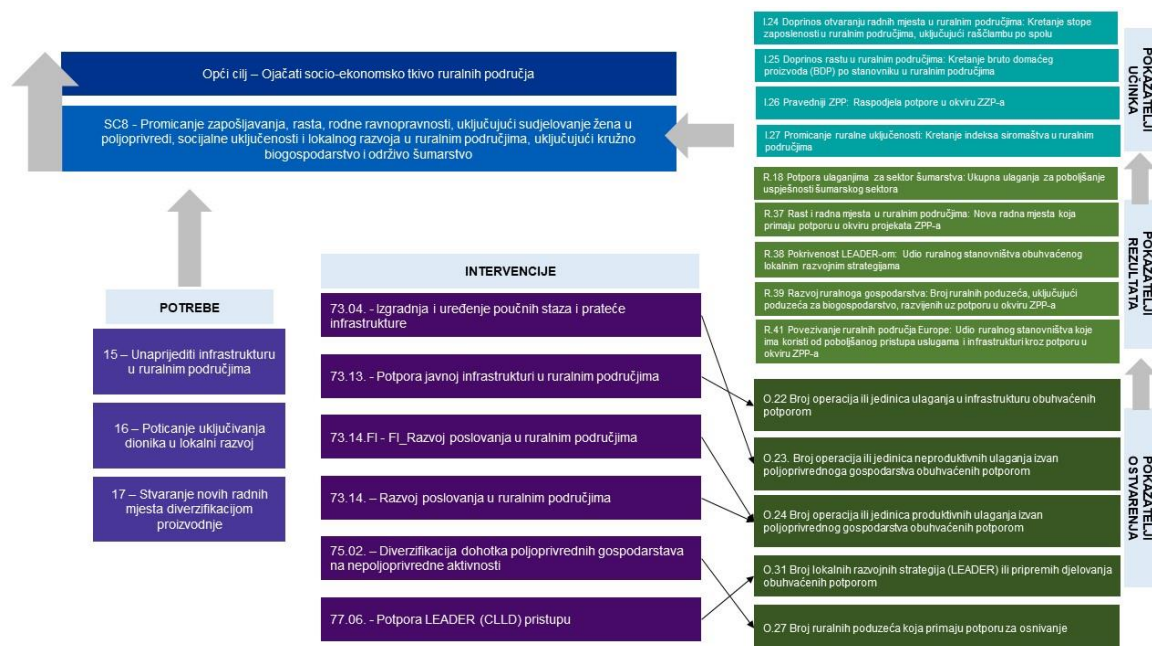 Opći cilj – Ojačati socio-ekonomsko tkivo ruralnih područja
SC8 - Promicanje zapošljavanja, rasta, rodne ravnopravnosti, uključujući sudjelovanje žena u
poljoprivredi, socijalne uključenosti i lokalnog razvoja u ruralnim područjima, uključujući kružno
biogospodarstvo i održivo šumarstvo
POTREBE
15 – Unaprijediti infrastrukturu
u ruralnim područjima
16 – Poticanje uključivanja
dionika u lokalni razvoj
17 – Stvaranje novih radnih
mjesta diverzifikacijom
proizvodnje
INTERVENCIJE
73.04. - Izgradnja i uređenje poučnih staza i prateće
infrastrukture
73.13. - Potpora javnoj infrastrukturi u ruralnim područjima
73.14.FI - FI_Razvoj poslovanja u ruralnim područjima
73.14. – Razvoj poslovanja u ruralnim područjima
75.02. – Diverzifikacija dohotka poljoprivrednih gospodarstava
na nepoljoprivredne aktivnosti
77.06. - Potpora LEADER (CLLD) pristupu
I.24 Doprinos otvaranju radnih mjesta u ruralnim područjima: Kretanje stope
zaposlenosti u ruralnim područjima, uključujući raščlambu po spolu
I.25 Doprinos rastu u ruralnim područjima: Kretanje bruto domaćeg
proizvoda (BDP) po stanovniku u ruralnim područjima
I.26 Pravedniji ZPP: Raspodjela potpore u okviru ZZP-a
I.27 Promicanje ruralne uključenosti: Kretanje indeksa siromaštva u ruralnim
područjima
R.18 Potpora ulaganjima za sektor šumarstva: Ukupna ulaganja za poboljšanje
uspješnosti šumarskog sektora
R.37 Rast i radna mjesta u ruralnim područjima: Nova radna mjesta koja
primaju potporu u okviru projekata ZPP-a
R.38 Pokrivenost LEADER-om: Udio ruralnog stanovništva obuhvaćenog
lokalnim razvojnim strategijama
R.39 Razvoj ruralnoga gospodarstva: Broj ruralnih poduzeća, uključujući
poduzeća za biogospodarstvo, razvijenih uz potporu u okviru ZPP-a
R.41 Povezivanje ruralnih područja Europe: Udio ruralnog stanovništva koje
ima koristi od poboljšanog pristupa uslugama i infrastrukturi kroz potporu u
okviru ZPP-a
O.22 Broj operacija ili jedinica ulaganja u infrastrukturu obuhvaćenih
potporom
O.23. Broj operacija ili jedinica neproduktivnih ulaganja izvan
poljoprivrednoga gospodarstva obuhvaćenih potporom
O.24 Broj operacija ili jedinica produktivnih ulaganja izvan
poljoprivrednog gospodarstva obuhvaćenih potporom
O.31 Broj lokalnih razvojnih strategija (LEADER) ili pripremih djelovanja
obuhvaćenih potporom
O.27 Broj ruralnih poduzeća koja primaju potporu za osnivanje
POKAZATELJI
UČINKA
POKAZATELJI
REZULTATA
POKAZATELJI
OSTVARENJA